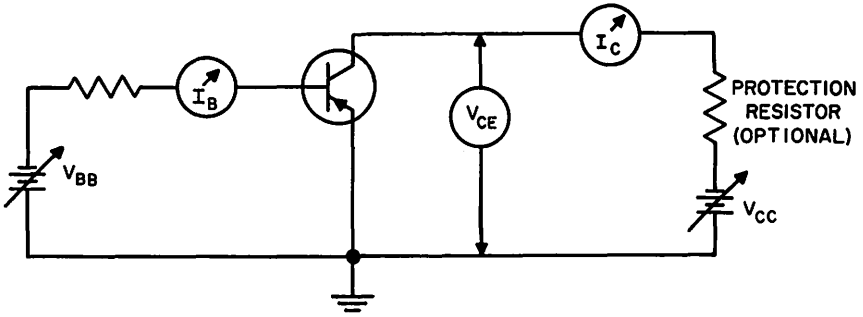 I_B
I_C
V_CE
PROTECTION
RESISTOR
(OPTIONAL)
V_BB
V_CC